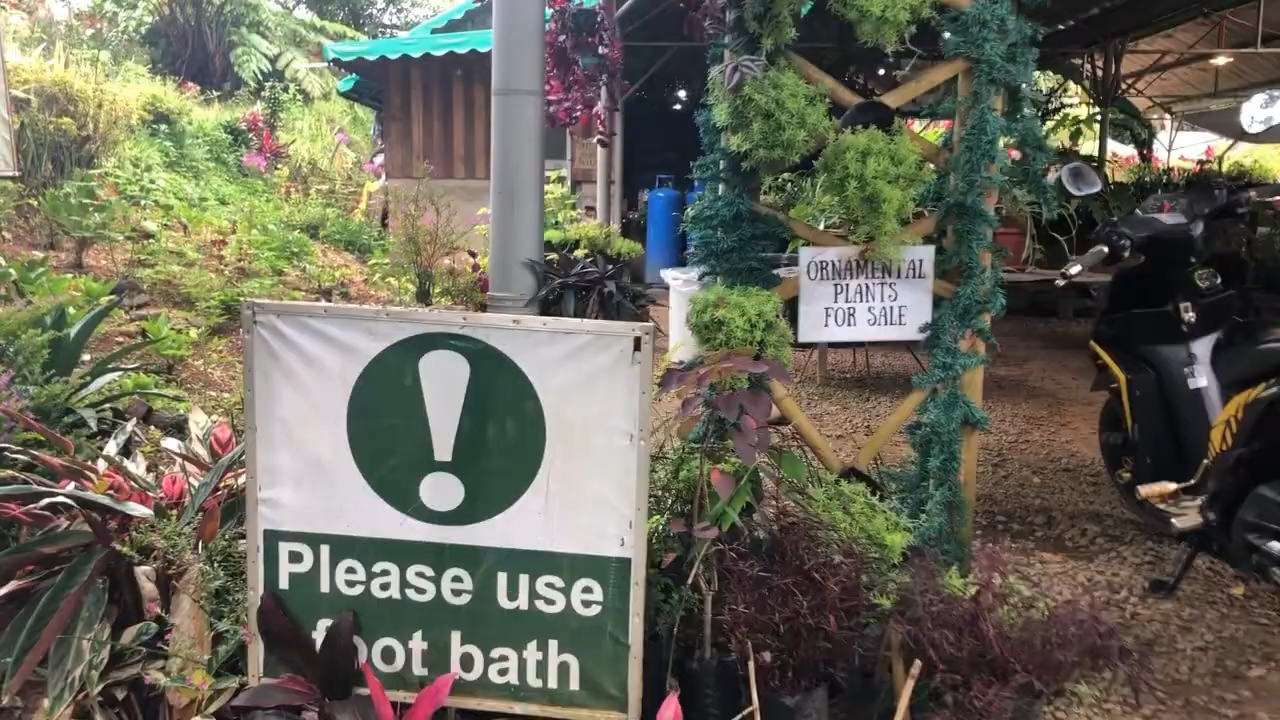 Please use
foot bath
ORNAMENTAL
PLANTS
FOR SALE